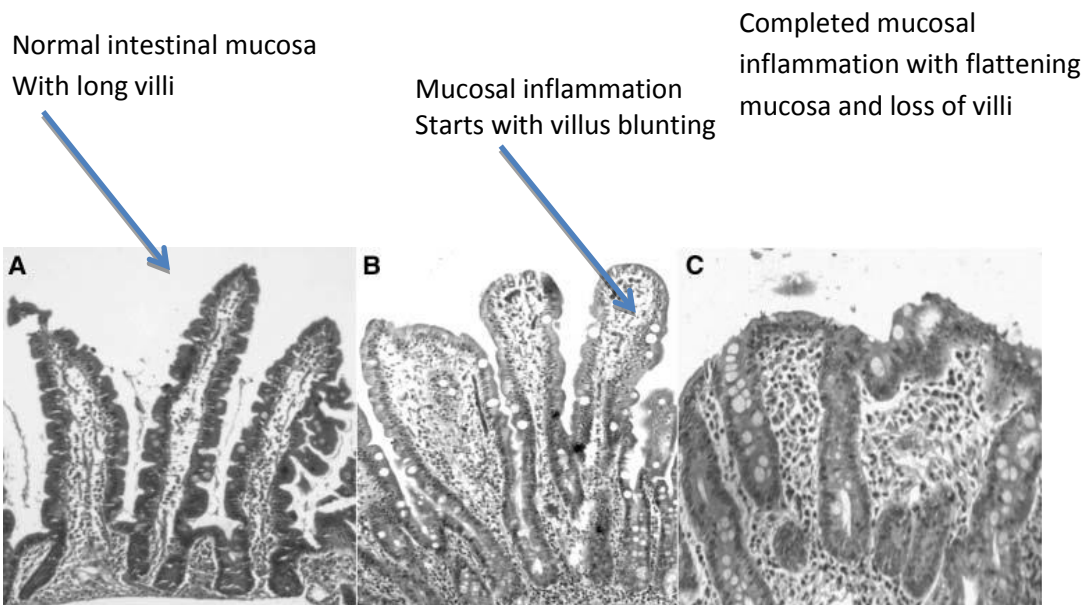 Normal intestinal mucosa
With long villi
Mucosal inflammation
Starts with villus blunting
Completed mucosal
inflammation with flattening
mucosa and loss of villi
A
B
C